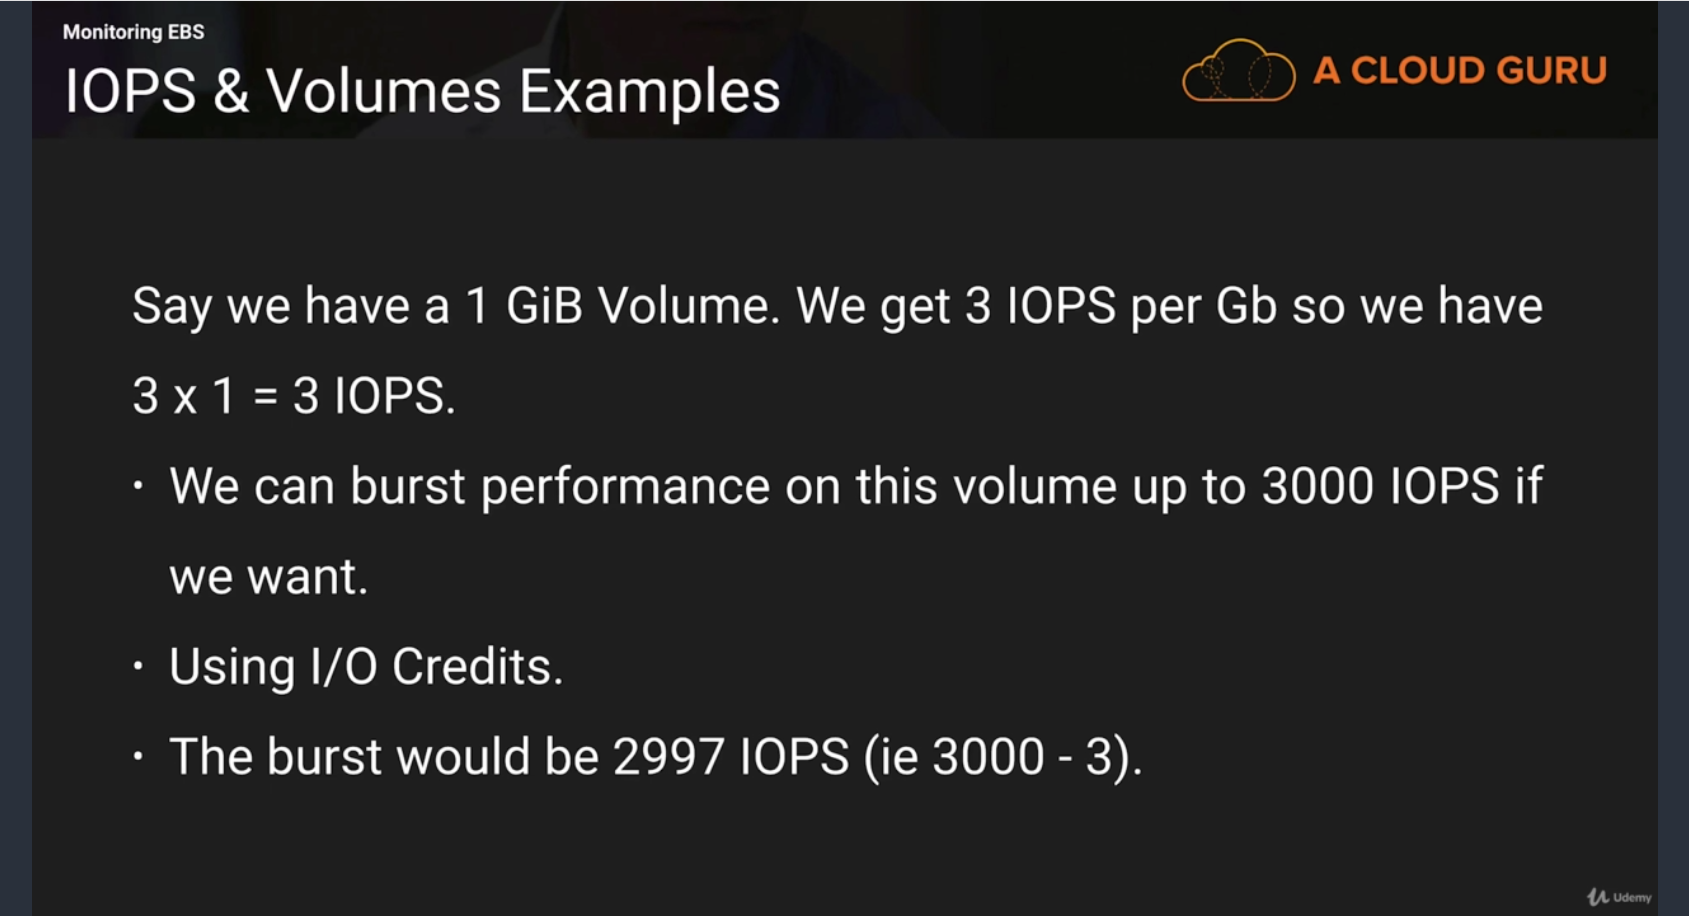 Monitoring EBS
IOPS & Volumes Examples
A CLOUD GURU
Say we have a 1 GiB Volume. We get 3 IOPS per Gb so we have
3 x 1 = 3 IOPS.
• We can burst performance on this volume up to 3000 IOPS if
we want.
• Using I/O Credits.
• The burst would be 2997 IOPS (ie 3000 - 3).
Udemy